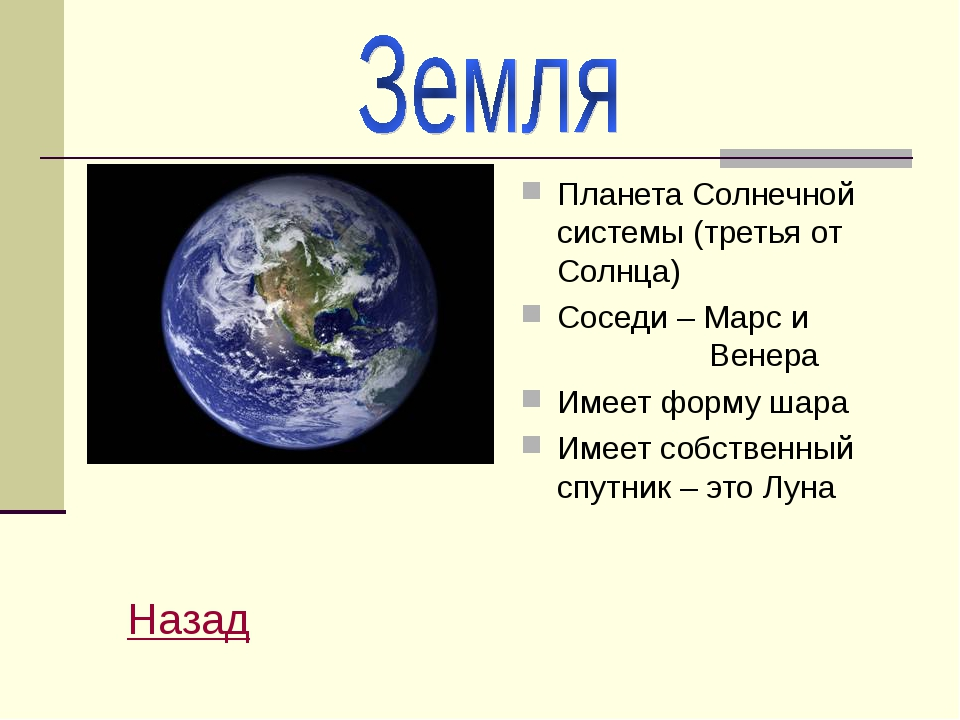 Земля
Планета Солнечной
системы (третья от
Солнца)
Соседи – Марс и
Венера
Имеет форму шара
Имеет собственный
спутник – это Луна
Назад